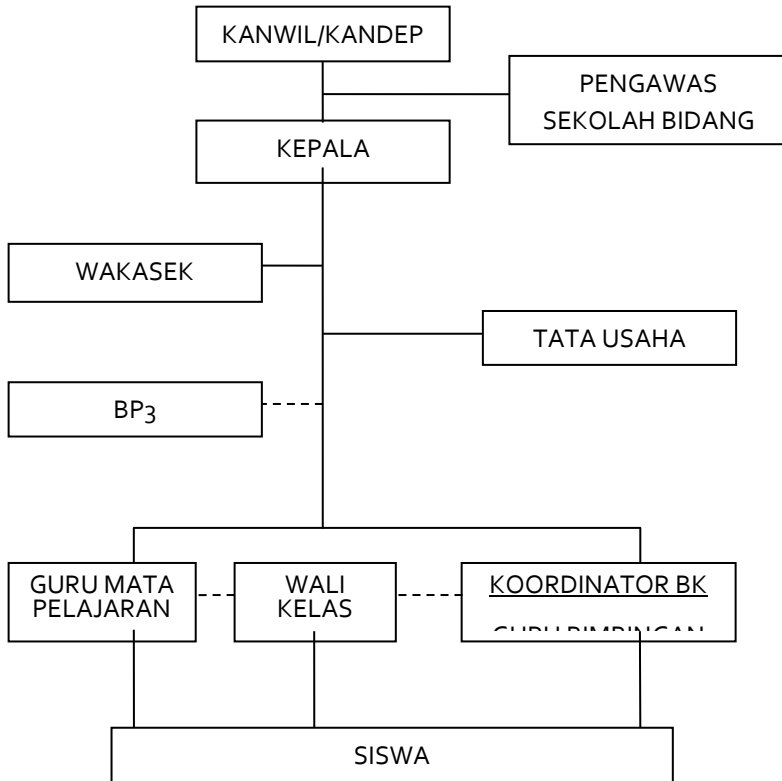 KANWIL/KANDEP
PENGAWAS
SEKOLAH BIDANG
KEPALA
WAKASEK
TATA USAHA
BP3
GURU MATA
PELAJARAN
WALI
KELAS
KOORDINATOR BK
SISWA